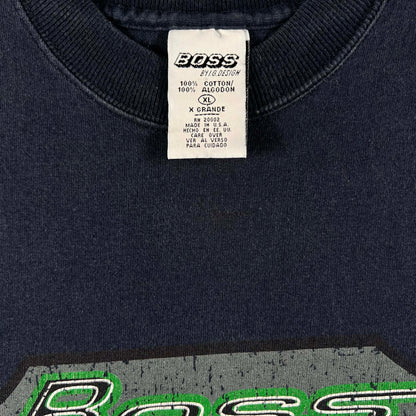 BOSS
BY I.G. DESIGN
100% COTTON/
100% ALGODON
XL
X GRANDE
RN 20002
MADE IN U.S.A.
HECHO EN EE. UU.
CARE OVER
VER AL VERSO
PARA CUIDADO
BOSS